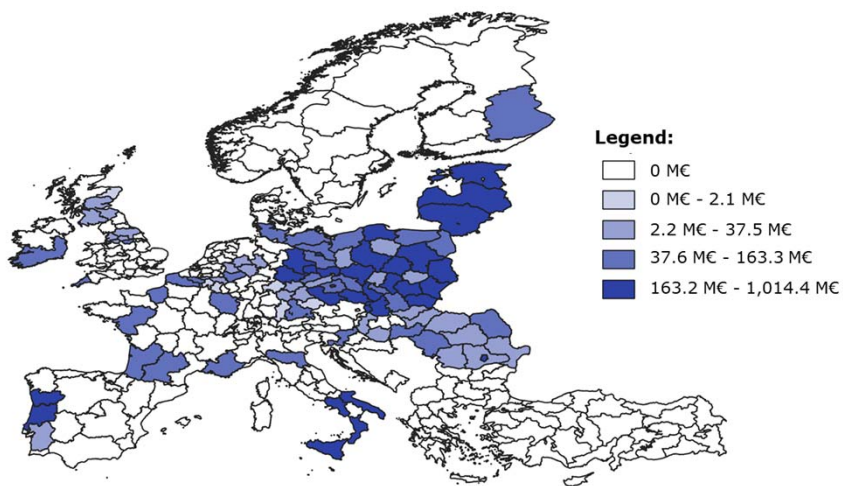 Legend:
0 M€
0 M€ - 2.1 M€
2.2 M€ - 37.5 M€
37.6 M€ - 163.3 M€
163.2 M€ - 1,014.4 M€